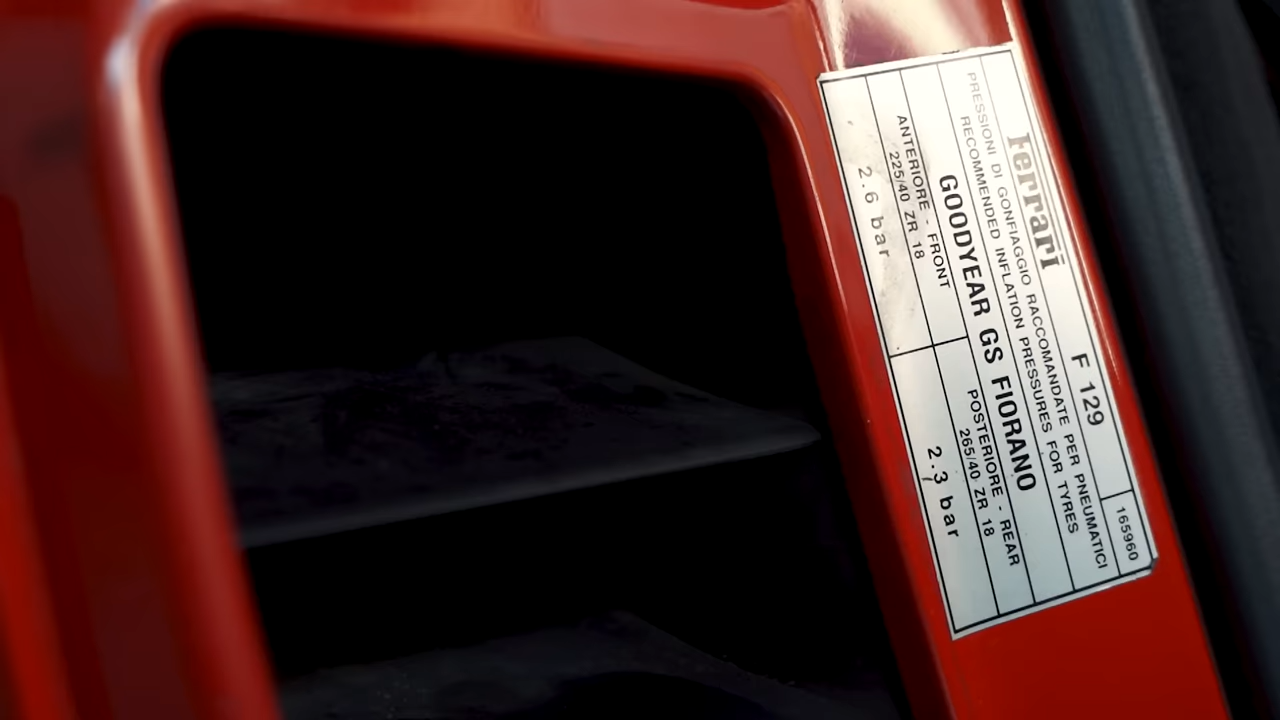 Ferrari F 129 165960
PRESSIONI DI GONFIAGGIO RACCOMANDATE PER PNEUMATICI
RECOMMENDED INFLATION PRESSURES FOR TYRES
GOODYEAR GS FIORANO
ANTERIORE - FRONT
225/40 ZR 18
2.6 bar
POSTERIORE - REAR
265/40 ZR 18
2.3 bar